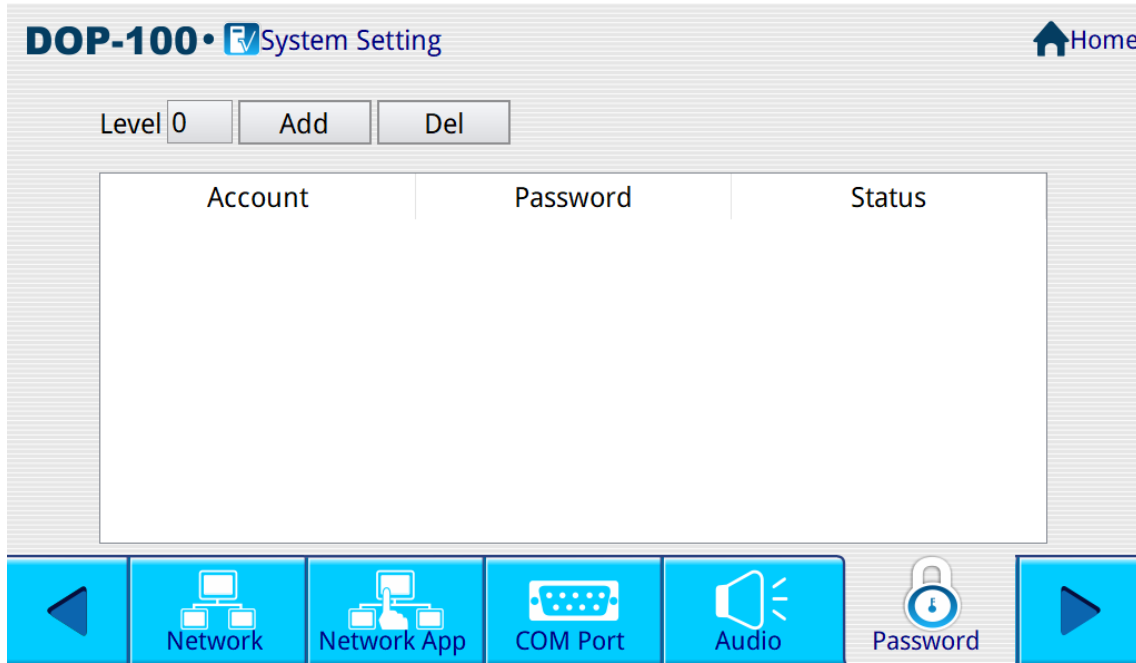 DOP-100 • System Setting Home
Level 0 Add Del
Account Password Status
Network Network App COM Port Audio Password